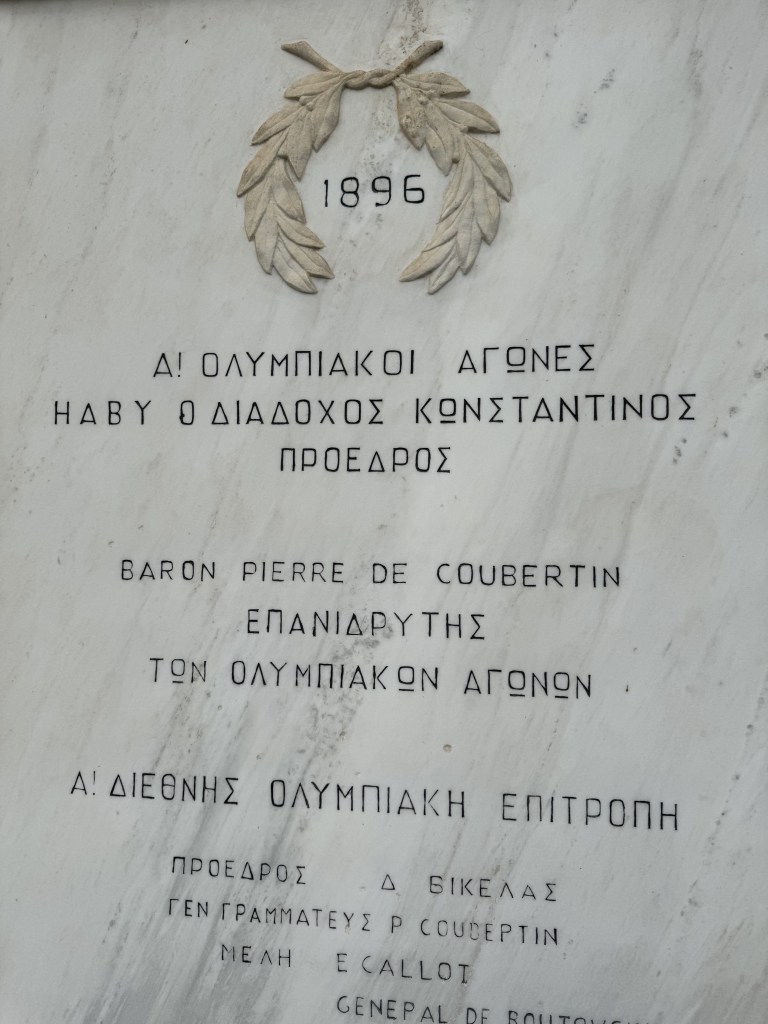 1896
Α! ΟΛΥΜΠΙΑΚΟΙ ΑΓΩΝΕΣ
Η Α Β Υ Ο ΔΙΑΔΟΧΟΣ ΚΩΝΣΤΑΝΤΙΝΟΣ
ΠΡΟΕΔΡΟΣ
BARON PIERRE DE COUBERTIN
ΕΠΑΝΙΔΡΥΤΗΣ
ΤΩΝ ΟΛΥΜΠΙΑΚΩΝ ΑΓΩΝΩΝ
Α! ΔΙΕΘΝΗΣ ΟΛΥΜΠΙΑΚΗ ΕΠΙΤΡΟΠΗ
ΠΡΟΕΔΡΟΣ Δ ΒΙΚΕΛΑΣ
ΓΕΝ ΓΡΑΜΜΑΤΕΥΣ P COUBERTIN
ΜΕΛΗ E CALLOT
GENERAL DE